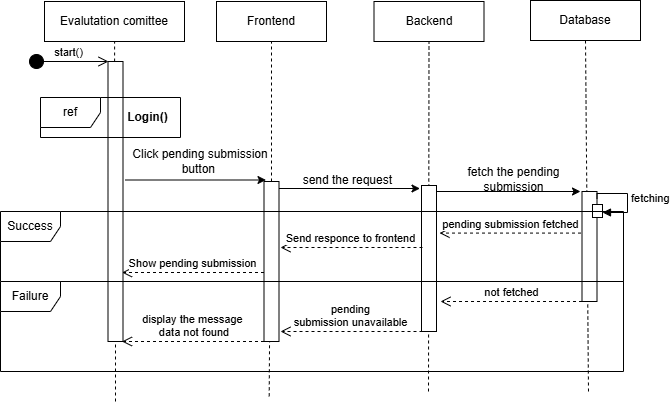 Evalutation comittee
Frontend
Backend
Database
start()
ref
Login()
Click pending submission
button
send the request
fetch the pending
submission
fetching
Success
pending submission fetched
Send responce to frontend
Show pending submission
Failure
not fetched
pending
submission unavailable
display the message
data not found